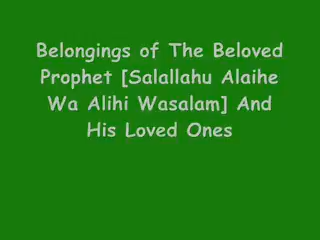 Belongings of The Beloved
Prophet [Salallahu Alaihe
Wa Alihi Wasalam] And
His Loved Ones